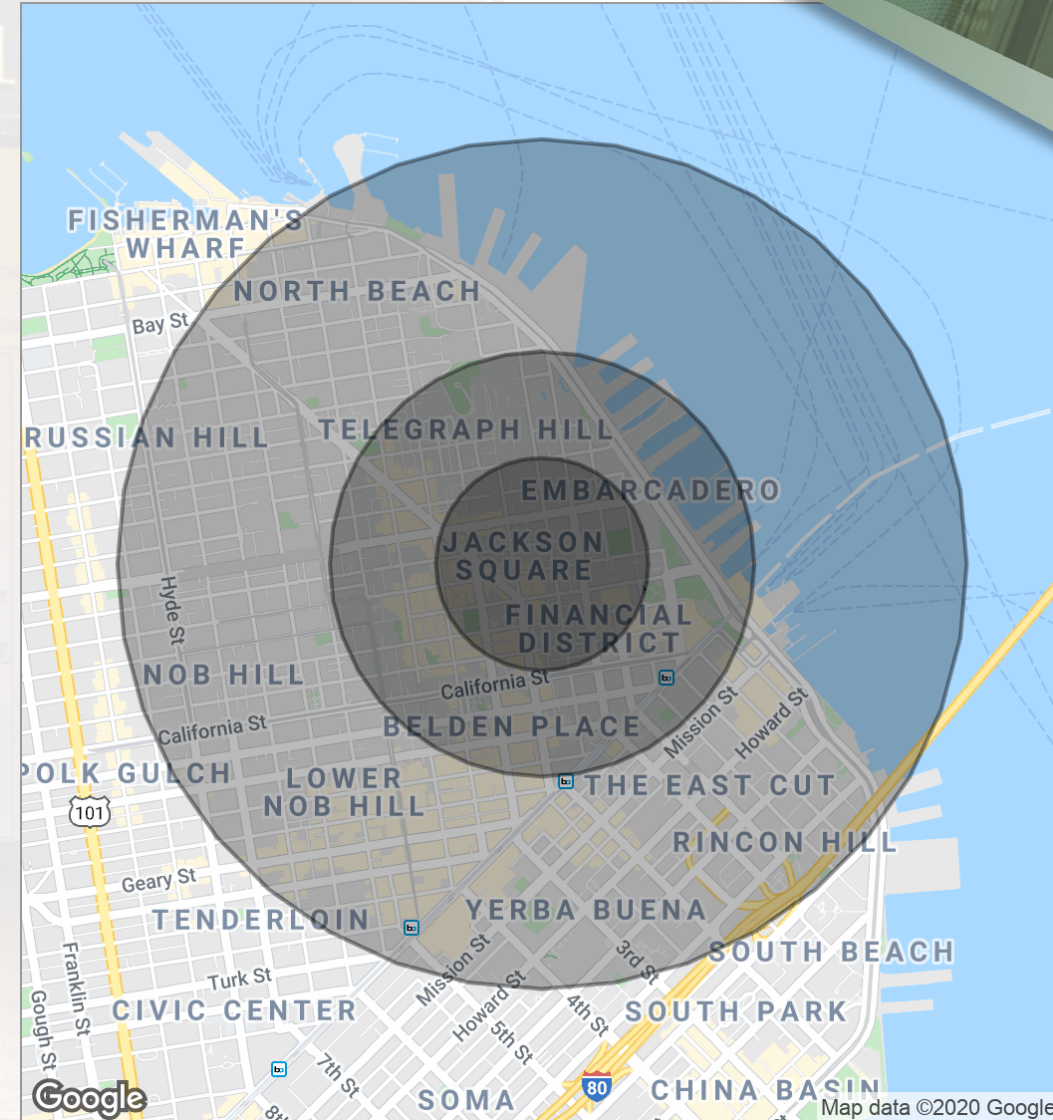 FISHERMAN'S
WHARF
NORTH BEACH
Bay St
RUSSIAN HILL
TELEGRAPH HILL
EMBARCADERO
JACKSON
SQUARE
Hyde St
FINANCIAL
DISTRICT
NOB HILL
California St
California St
BELDEN PLACE
Mission St
Howard St
POLK GULCH
LOWER
NOB HILL
THE EAST CUT
101
RINCON HILL
Geary St
TENDERLOIN
YERBA BUENA
SOUTH BEACH
Mission St
3rd St
Turk St
Franklin St
Howard St
4th St
CIVIC CENTER
SOUTH PARK
Gough St
5th St
7th St
80
SOMA
CHINA BASIN
8th
Google
Map data ©2020 Google